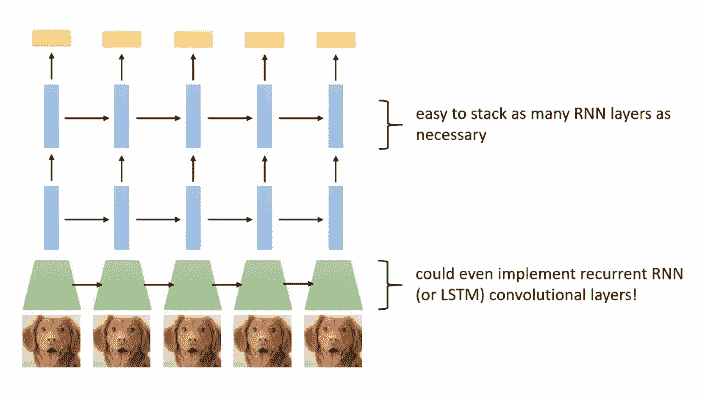 easy to stack as many RNN layers as
necessary
could even implement recurrent RNN
(or LSTM) convolutional layers!